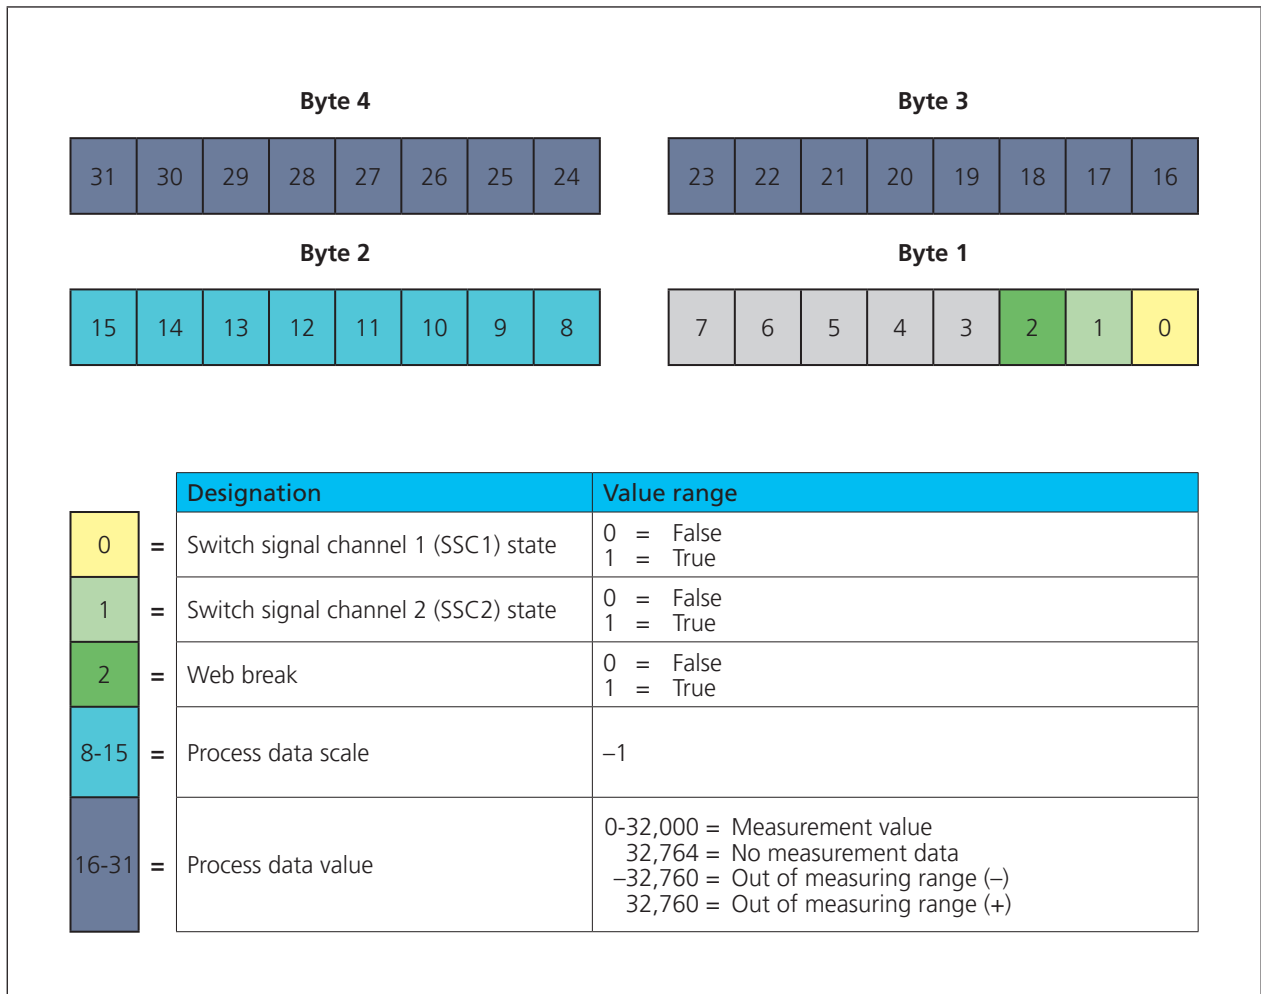 Byte 4 Byte 3
31 30 29 28 27 26 25 24 23 22 21 20 19 18 17 16
Byte 2 Byte 1
15 14 13 12 11 10 9 8 7 6 5 4 3 2 1 0
Designation Value range
0 = Switch signal channel 1 (SSC1) state 0 = False
1 = True
1 = Switch signal channel 2 (SSC2) state 0 = False
1 = True
2 = Web break 0 = False
1 = True
8-15 = Process data scale –1
16-31 = Process data value 0-32,000 = Measurement value
32,764 = No measurement data
–32,760 = Out of measuring range (–)
32,760 = Out of measuring range (+)